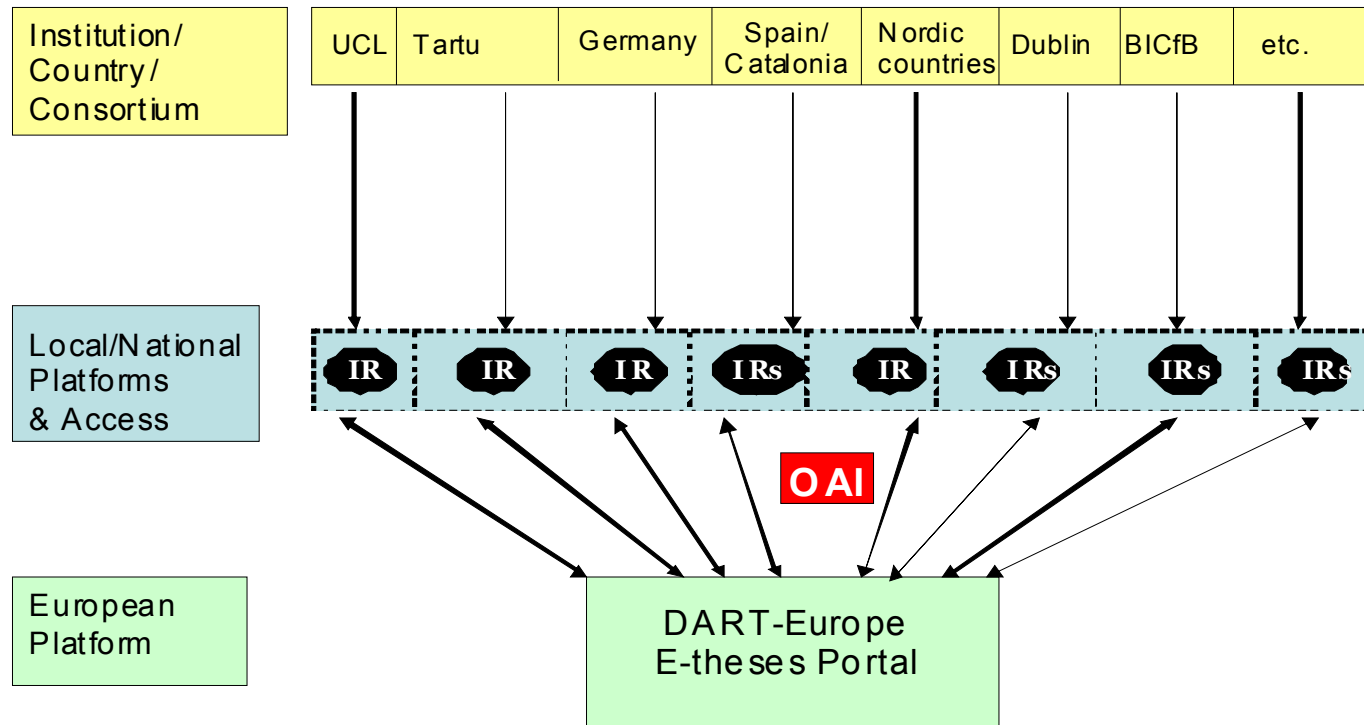 Institution/
Country/
Consortium
UCL Tartu Germany Spain/ Nordic Dublin BICfB etc.
Catalonia countries
Local/National
Platforms
& Access
IR IR IR IRs IR IRs IRs IRs
OAI
European
Platform
DART-Europe
E-theses Portal